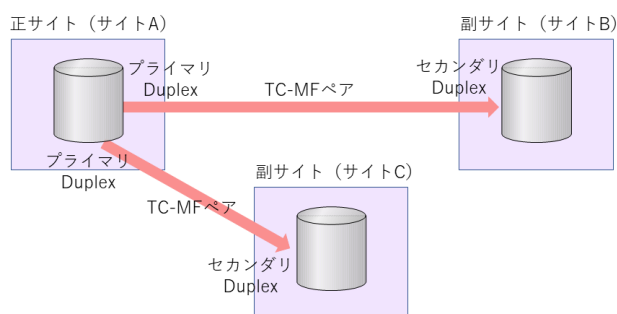 正サイト（サイトA）
副サイト（サイトB）
プライマリ
Duplex
TC-MFペア
セカンダリ
Duplex
プライマリ
Duplex
副サイト（サイトC）
TC-MFペア
セカンダリ
Duplex